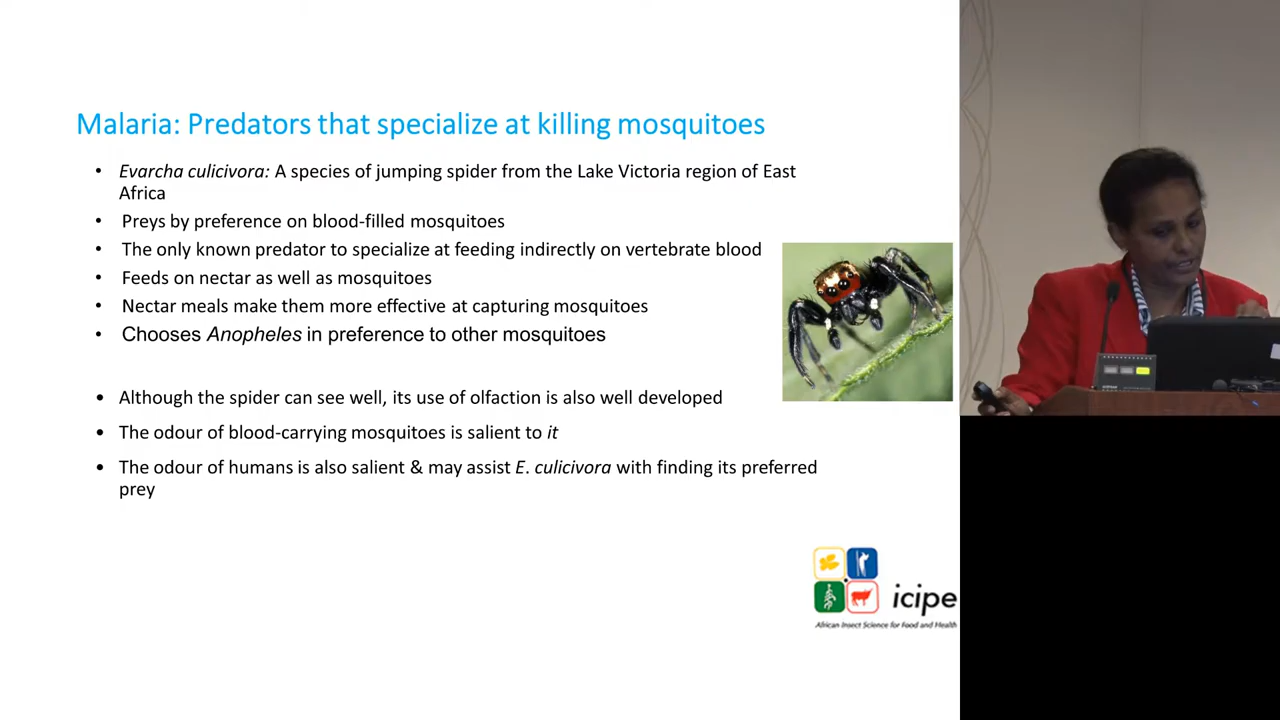 Malaria: Predators that specialize at killing mosquitoes
• Evarcha culicivora: A species of jumping spider from the Lake Victoria region of East
Africa
• Preys by preference on blood-filled mosquitoes
• The only known predator to specialize at feeding indirectly on vertebrate blood
• Feeds on nectar as well as mosquitoes
• Nectar meals make them more effective at capturing mosquitoes
• Chooses Anopheles in preference to other mosquitoes
• Although the spider can see well, its use of olfaction is also well developed
• The odour of blood-carrying mosquitoes is salient to it
• The odour of humans is also salient & may assist E. culicivora with finding its preferred
prey
icipe
African Insect Science for Food and Health